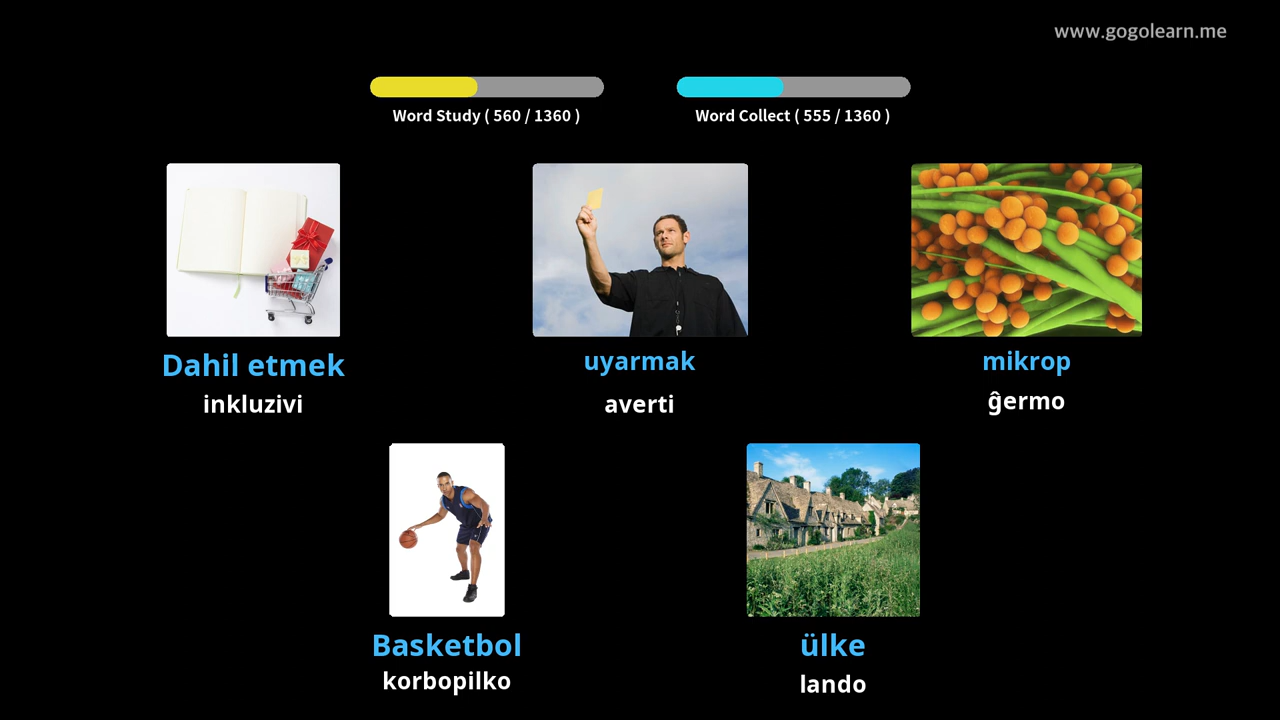 www.gogolearn.me
Word Study ( 560 / 1360 )
Word Collect ( 555 / 1360 )
Dahil etmek
inkluzivi
uyarmak
averti
mikrop
ĝermo
Basketbol
korbopilko
ülke
lando